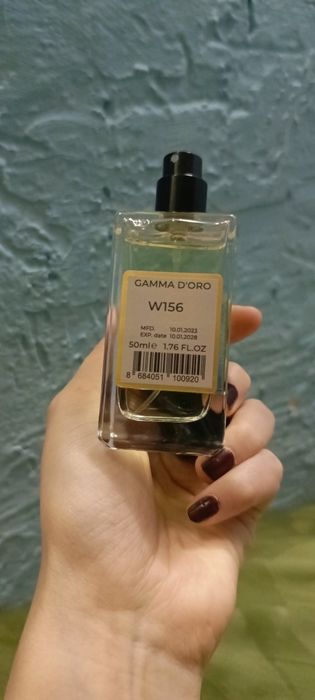 GAMMA D'ORO
W156
MFD. 10.01.2023
EXP. date 10.01.2028
50ml e 1.76 FL.OZ
8 684051 100920